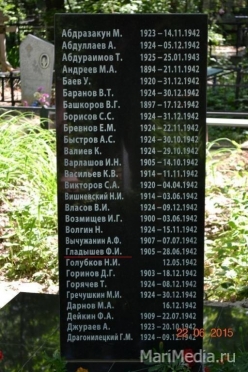 Абдразакун М. 1923 – 14.11.1942
Абдуллаев А. 1924 – 05.12.1942
Абдураимов Т. 1925 – 25.01.1943
Андреев М.А. 1894 – 21.11.1942
Баев У. 1920 – 31.12.1942
Баранов В.Т. 1924 – 30.12.1942
Башкоров В.Г. 1897 – 17.12.1942
Борисов С.С. 1924 – 31.12.1942
Бревнов Е.М. 1924 – 22.11.1942
Быстров А.С. 1924 – 30.10.1942
Валиев К. 1924 – 29.10.1942
Варлашов И.Н. 1905 – 14.10.1942
Васильев К.В. 1914 – 11.11.1942
Викторов С.А. 1920 – 04.04.1942
Вишневский Н.И. 1914 – 03.06.1942
Власов В.И. 1924 – 09.12.1942
Возмищев И.Г. 1900 – 03.06.1942
Волгин Н. 1924 – 15.11.1942
Вычужанин А.Ф. 1907 – 07.07.1942
Гладышев Ф.И. 1905 – 28.06.1942
Голубков Н.И. 12.05.1942
Горинов Д.Г. 1903 – 18.12.1942
Горячев Т. 1924 – 08.12.1942
Гречушкин М.И. 1924 – 30.12.1942
Дарнов М.А. 16.12.1942
Дейкин Ф.А. 1909 – 22.07.1942
Джураев А. 1923 – 20.10.1942
Драгонилецкий Г.М. 1924 – 09.12.1942
22/05/2015
MariMedia.ru